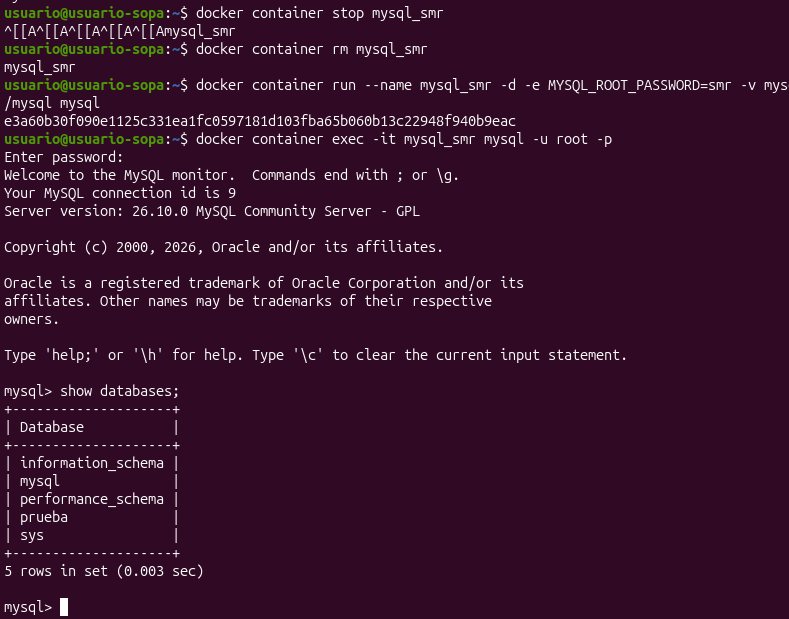 usuario@usuario-sopa:~$ docker container stop mysql_smr
^[[A^[[A^[[A^[[A^[[Amysql_smr
usuario@usuario-sopa:~$ docker container rm mysql_smr
mysql_smr
usuario@usuario-sopa:~$ docker container run --name mysql_smr -d -e MYSQL_ROOT_PASSWORD=smr -v mys
/mysql mysql
e3a60b30f090e1125c331ea1fc0597181d103fba65b060b13c22948f940b9eac
usuario@usuario-sopa:~$ docker container exec -it mysql_smr mysql -u root -p
Enter password:
Welcome to the MySQL monitor.  Commands end with ; or \g.
Your MySQL connection id is 9
Server version: 26.10.0 MySQL Community Server - GPL

Copyright (c) 2000, 2026, Oracle and/or its affiliates.

Oracle is a registered trademark of Oracle Corporation and/or its
affiliates. Other names may be trademarks of their respective
owners.

Type 'help;' or '\h' for help. Type '\c' to clear the current input statement.

mysql> show databases;
+--------------------+
| Database           |
+--------------------+
| information_schema |
| mysql              |
| performance_schema |
| prueba             |
| sys                |
+--------------------+
5 rows in set (0.003 sec)

mysql>